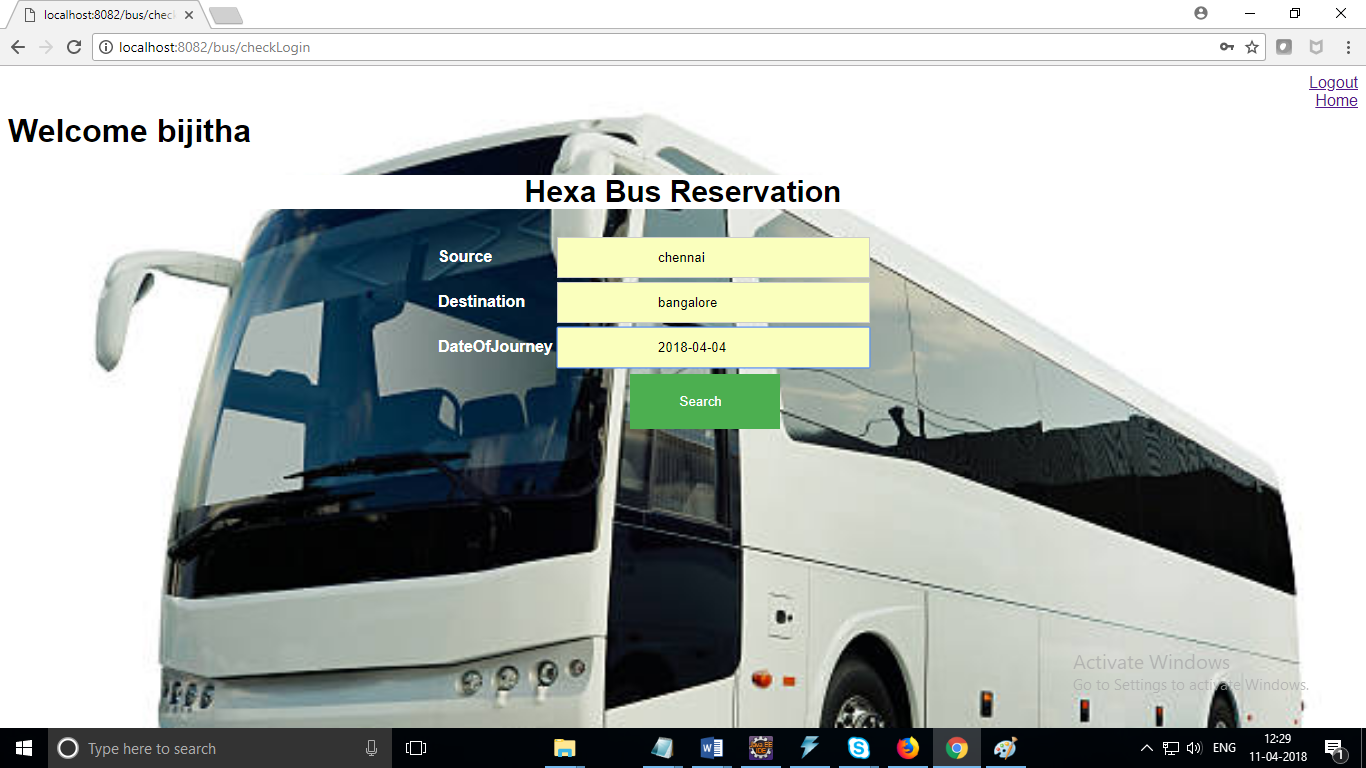 localhost:8082/bus/chec
localhost:8082/bus/checkLogin
Logout
Home
Welcome bijitha
Hexa Bus Reservation
Source chennai
Destination bangalore
DateOfJourney 2018-04-04
Search
Activate Windows
Go to Settings to activate Windows.
Type here to search
ENG
12:29
11-04-2018
1